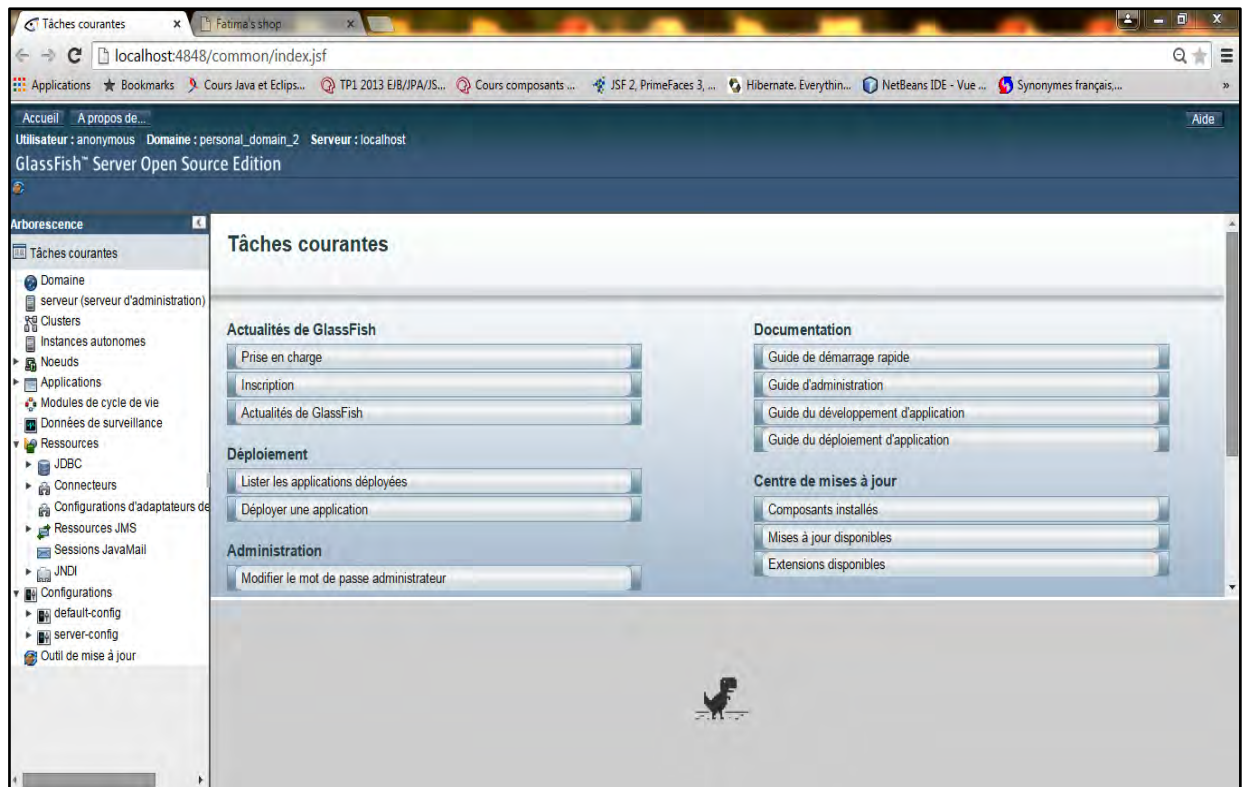 Tâches courantes
Fatima's shop
localhost:4848/common/index.jsf
Applications Bookmarks Cours Java et Eclips... TP1 2013 EJB/JPA/JS... Cours composants ... JSF 2, PrimeFaces 3, ... Hibernate. Everythin... NetBeans IDE - Vue ... Synonymes français,... »
Accueil A propos de... Aide
Utilisateur : anonymous Domaine : personal_domain_2 Serveur : localhost
GlassFish™ Server Open Source Edition
Arborescence
Tâches courantes
Domaine
serveur (serveur d'administration)
Clusters
Instances autonomes
Noeuds
Applications
Modules de cycle de vie
Données de surveillance
Ressources
JDBC
Connecteurs
Configurations d'adaptateurs de
Ressources JMS
Sessions JavaMail
JNDI
Configurations
default-config
server-config
Outil de mise à jour
Tâches courantes
Actualités de GlassFish
Prise en charge
Inscription
Actualités de GlassFish
Déploiement
Lister les applications déployées
Déployer une application
Administration
Modifier le mot de passe administrateur
Documentation
Guide de démarrage rapide
Guide d'administration
Guide du développement d'application
Guide du déploiement d'application
Centre de mises à jour
Composants installés
Mises à jour disponibles
Extensions disponibles